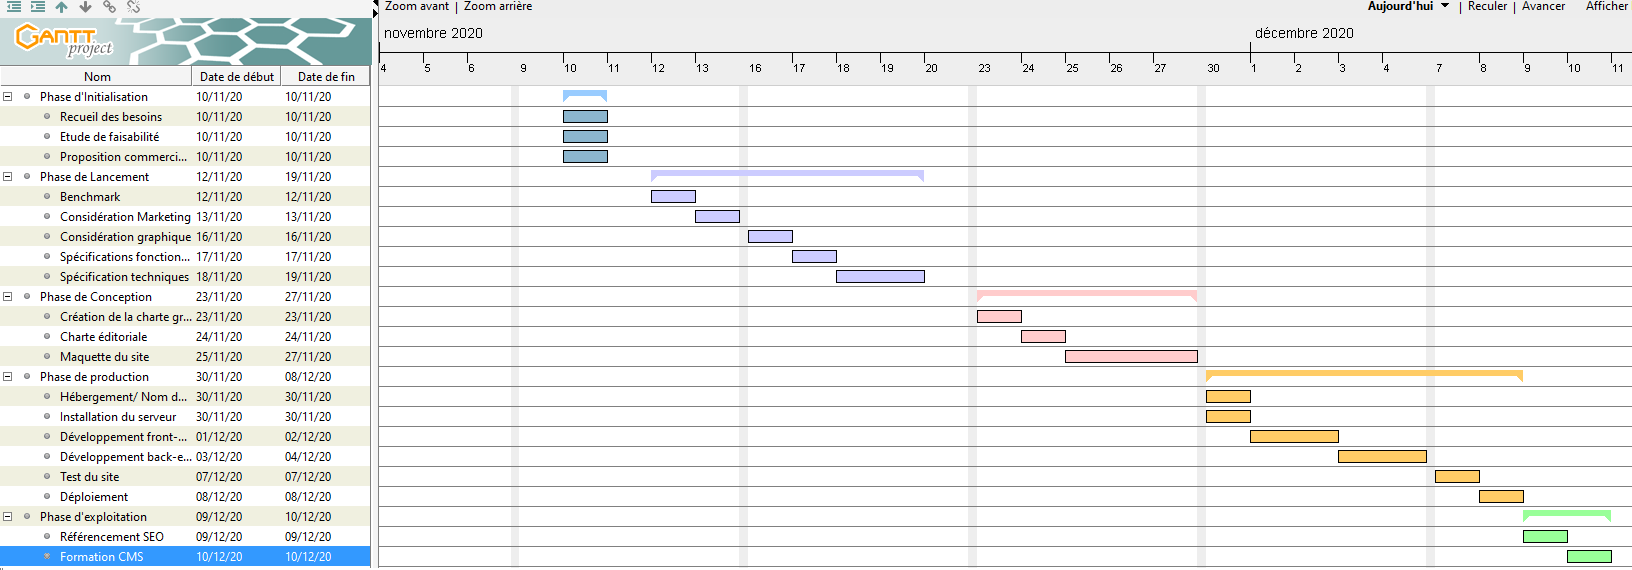 Zoom avant | Zoom arrière
Aujourd'hui | Reculer | Avancer Afficher
GANTT
project
novembre 2020 décembre 2020
Nom Date de début Date de fin
4 5 6 9 10 11 12 13 16 17 18 19 20 23 24 25 26 27 30 1 2 3 4 7 8 9 10 11
Phase d'Initialisation 10/11/20 10/11/20
Recueil des besoins 10/11/20 10/11/20
Etude de faisabilité 10/11/20 10/11/20
Proposition commerci... 10/11/20 10/11/20
Phase de Lancement 12/11/20 19/11/20
Benchmark 12/11/20 12/11/20
Considération Marketing 13/11/20 13/11/20
Considération graphique 16/11/20 16/11/20
Spécifications fonction... 17/11/20 17/11/20
Spécification techniques 18/11/20 19/11/20
Phase de Conception 23/11/20 27/11/20
Création de la charte gr... 23/11/20 23/11/20
Charte éditoriale 24/11/20 24/11/20
Maquette du site 25/11/20 27/11/20
Phase de production 30/11/20 08/12/20
Hébergement/ Nom d... 30/11/20 30/11/20
Installation du serveur 30/11/20 30/11/20
Développement front-... 01/12/20 02/12/20
Développement back-e... 03/12/20 04/12/20
Test du site 07/12/20 07/12/20
Déploiement 08/12/20 08/12/20
Phase d'exploitation 09/12/20 10/12/20
Référencement SEO 09/12/20 09/12/20
Formation CMS 10/12/20 10/12/20